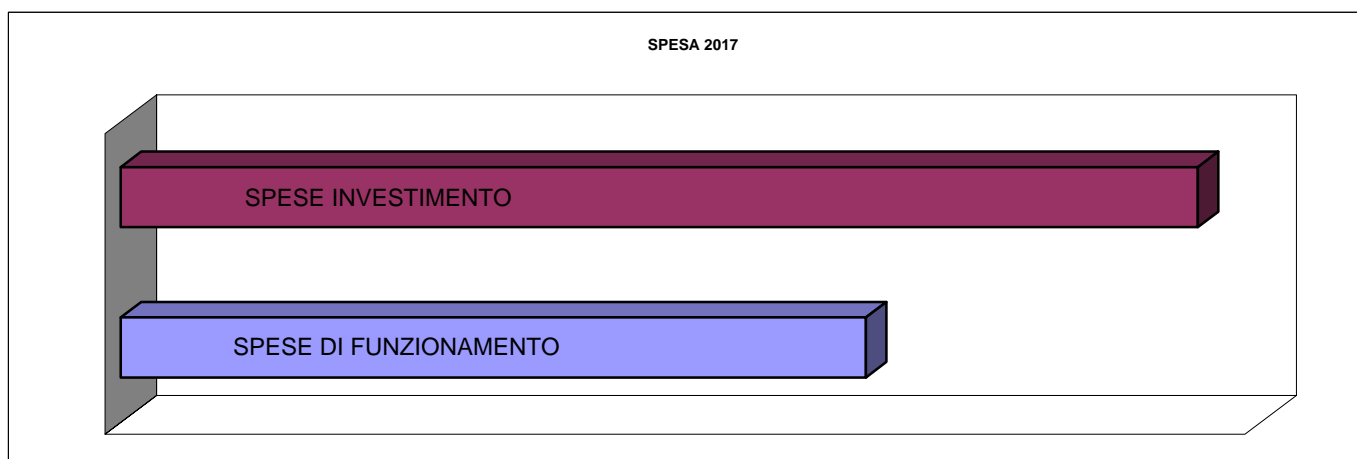 SPESA 2017
SPESE INVESTIMENTO
SPESE DI FUNZIONAMENTO